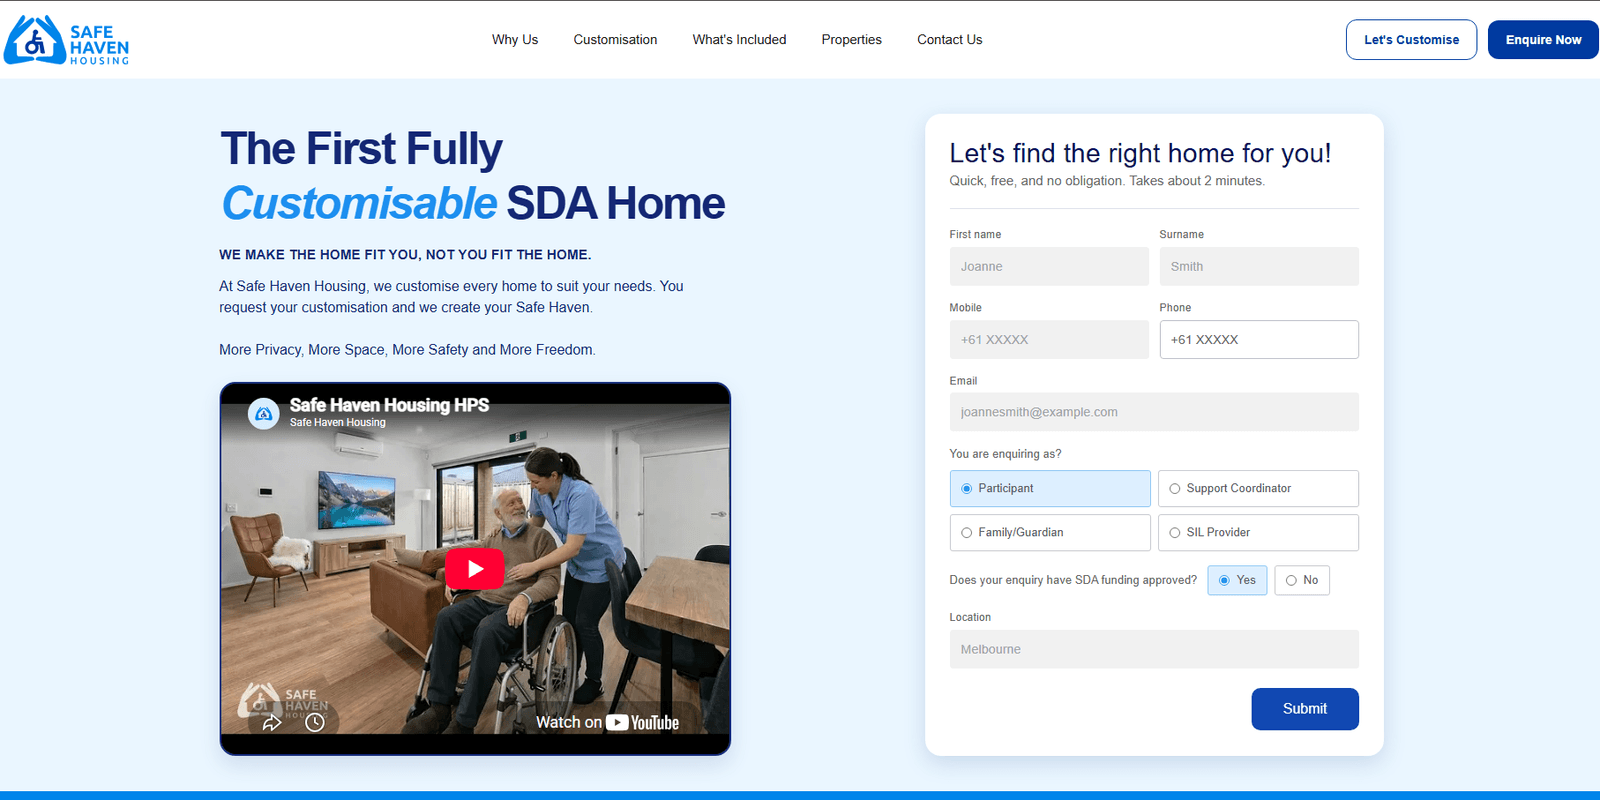 SAFE
HAVEN
HOUSING
Why Us
Customisation
What's Included
Properties
Contact Us
Let's Customise
Enquire Now
The First Fully
Customisable SDA Home
WE MAKE THE HOME FIT YOU, NOT YOU FIT THE HOME.
At Safe Haven Housing, we customise every home to suit your needs. You
request your customisation and we create your Safe Haven.
More Privacy, More Space, More Safety and More Freedom.
Safe Haven Housing HPS
Safe Haven Housing
SAFE
HAVEN
HOUSING
Watch on YouTube
Let's find the right home for you!
Quick, free, and no obligation. Takes about 2 minutes.
First name
Surname
Joanne
Smith
Mobile
Phone
+61 XXXXX
+61 XXXXX
Email
joannesmith@example.com
You are enquiring as?
Participant
Support Coordinator
Family/Guardian
SIL Provider
Does your enquiry have SDA funding approved?
Yes
No
Location
Melbourne
Submit